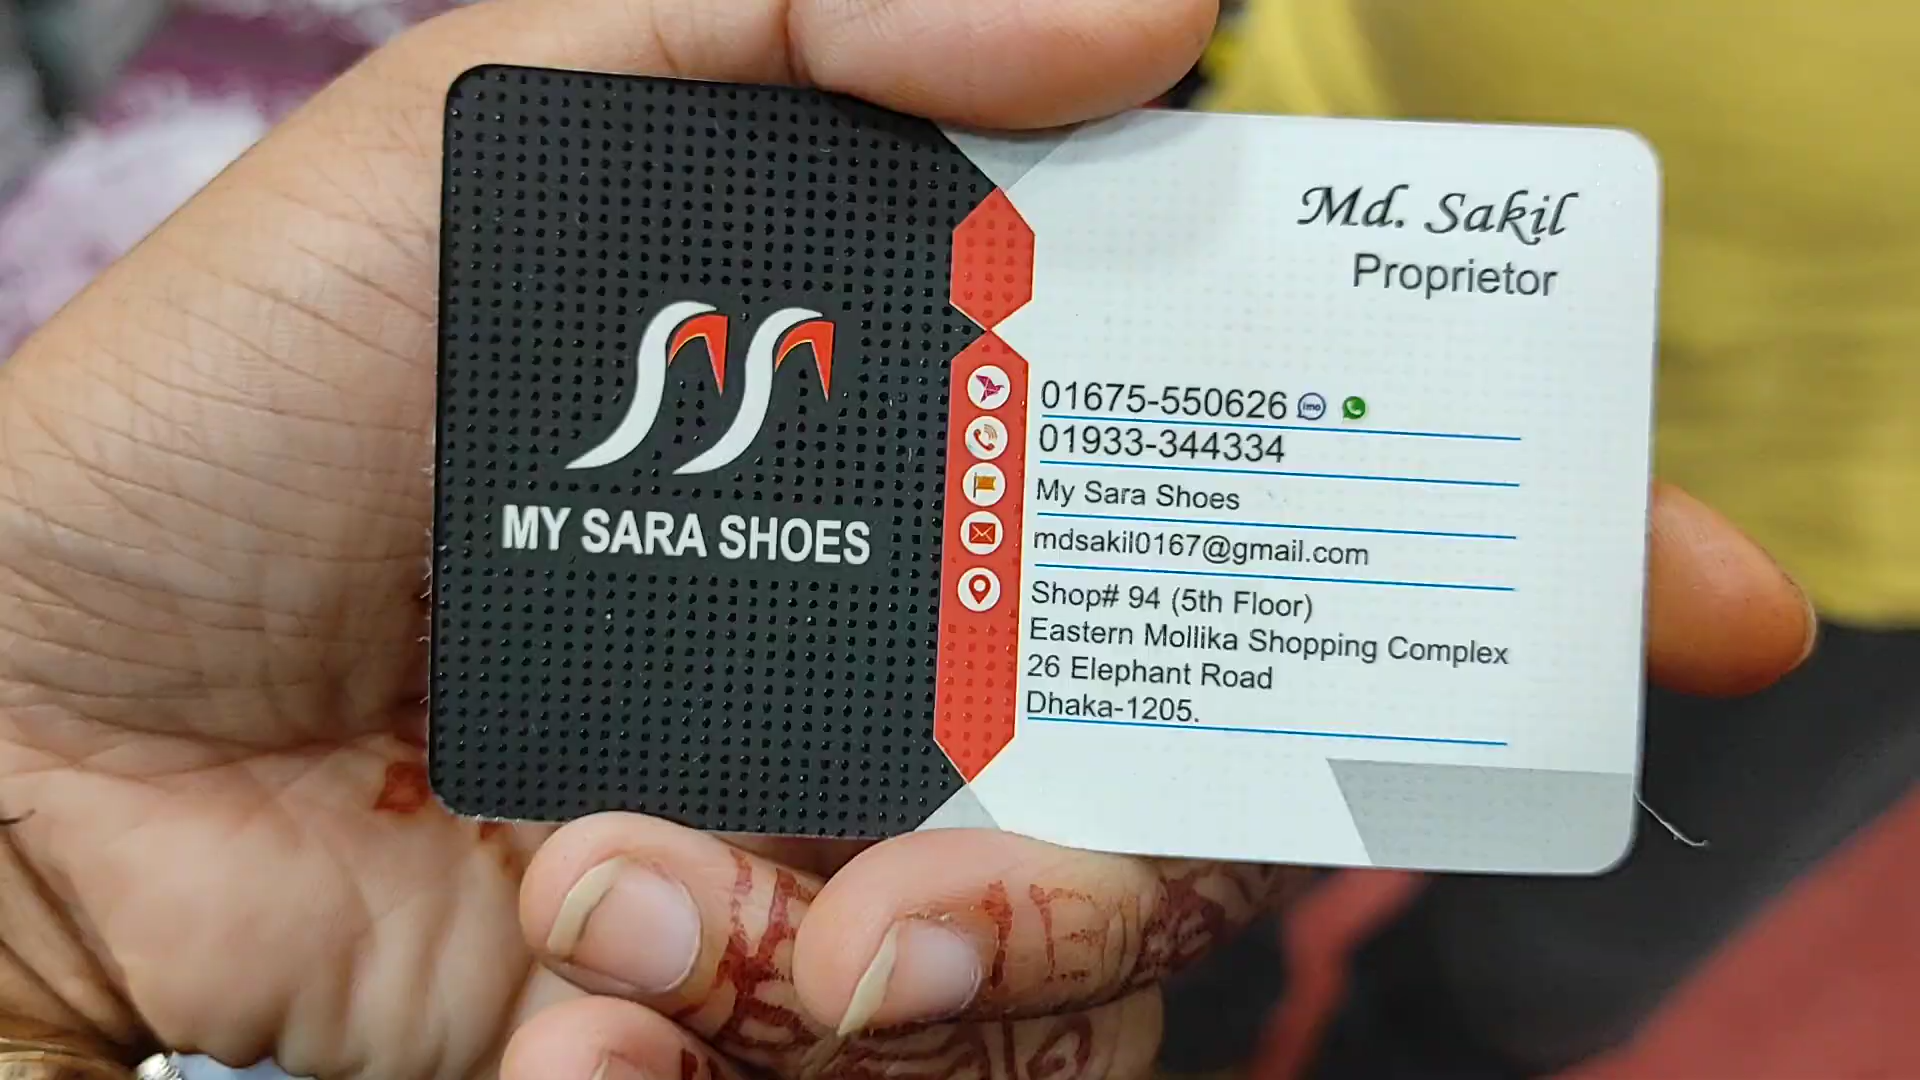 MY SARA SHOES
Md. Sakil
Proprietor
01675-550626 imo
01933-344334
My Sara Shoes
mdsakil0167@gmail.com
Shop# 94 (5th Floor)
Eastern Mollika Shopping Complex
26 Elephant Road
Dhaka-1205.